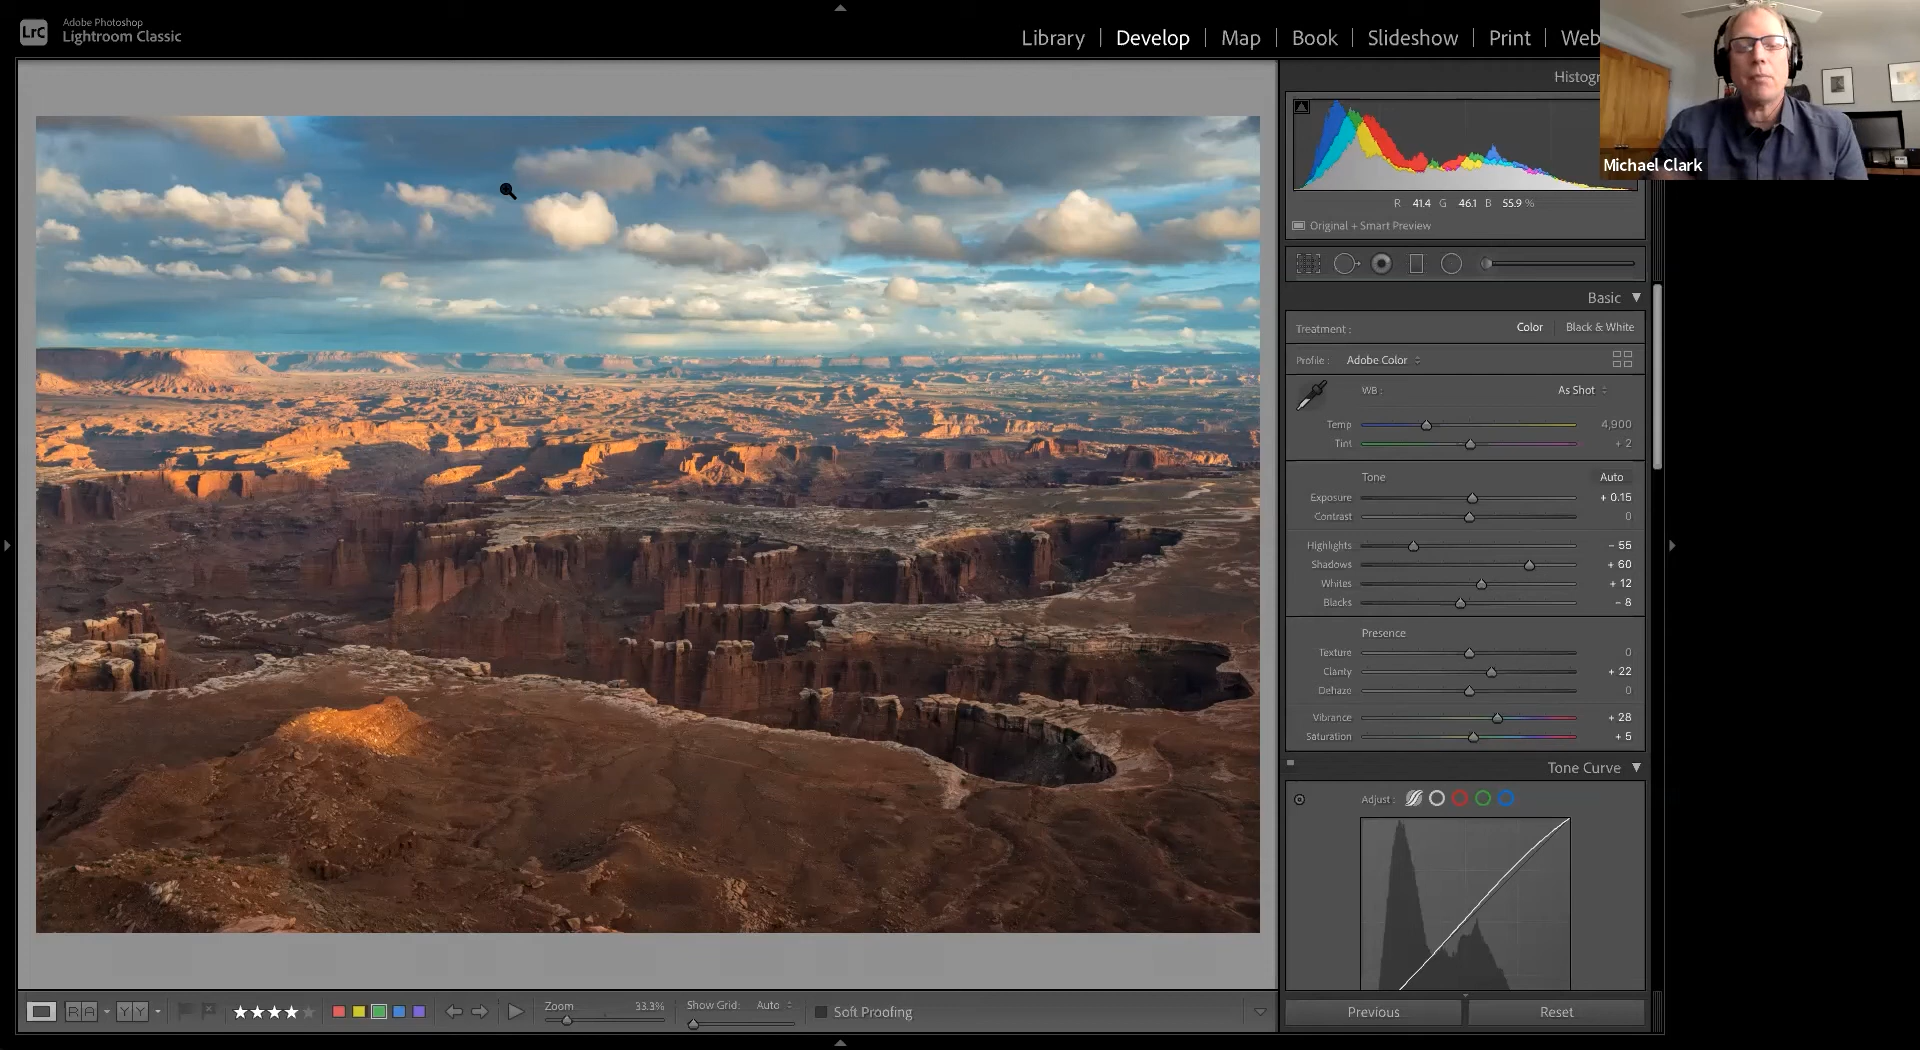 LrC
Adobe Photoshop
Lightroom Classic
Library | Develop | Map | Book | Slideshow | Print | Web
Histogr
Michael Clark
R 41.4 G 46.1 B 55.9 %
Original + Smart Preview
Basic
Treatment : Color Black & White
Profile : Adobe Color
WB : As Shot
Temp 4,900
Tint + 2
Tone Auto
Exposure + 0.15
Contrast 0
Highlights - 55
Shadows + 60
Whites + 12
Blacks - 8
Presence
Texture 0
Clarity + 22
Dehaze 0
Vibrance + 28
Saturation + 5
Tone Curve
Adjust :
R A Y Y Zoom 33.3% Show Grid: Auto Soft Proofing
Previous Reset